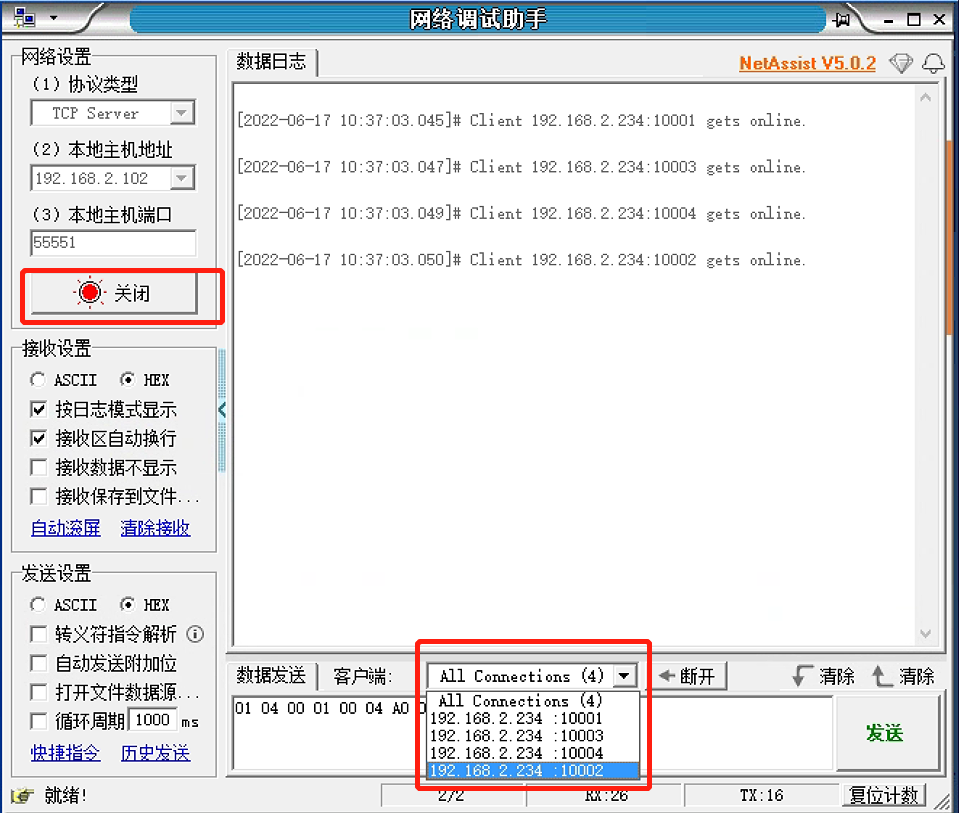 网络调试助手
网络设置
(1) 协议类型
TCP Server
(2) 本地主机地址
192.168.2.102
(3) 本地主机端口
55551
关闭
接收设置
ASCII HEX
按日志模式显示
接收区自动换行
接收数据不显示
接收保存到文件...
自动滚屏 清除接收
发送设置
ASCII HEX
转义符指令解析
自动发送附加位
打开文件数据源...
循环周期 1000 ms
快捷指令 历史发送
数据日志
NetAssist V5.0.2
[2022-06-17 10:37:03.045]# Client 192.168.2.234:10001 gets online.
[2022-06-17 10:37:03.047]# Client 192.168.2.234:10003 gets online.
[2022-06-17 10:37:03.049]# Client 192.168.2.234:10004 gets online.
[2022-06-17 10:37:03.050]# Client 192.168.2.234:10002 gets online.
数据发送 客户端: All Connections (4) 断开 清除 清除
01 04 00 01 00 04 A0
All Connections (4)
192.168.2.234 :10001
192.168.2.234 :10003
192.168.2.234 :10004
192.168.2.234 :10002
发送
就绪! 2/2 RX:26 TX:16 复位计数